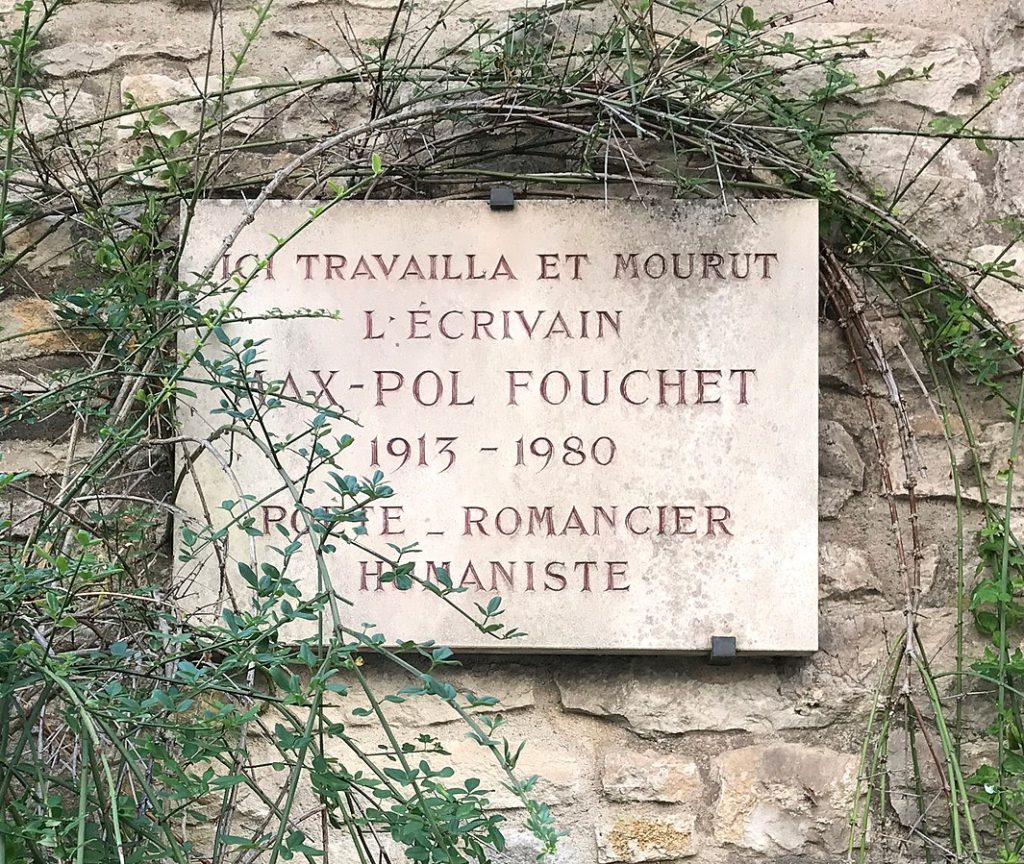 ICI TRAVAILLA ET MOURUT
L'ÉCRIVAIN
MAX-POL FOUCHET
1913 - 1980
POÈTE - ROMANCIER
HUMANISTE